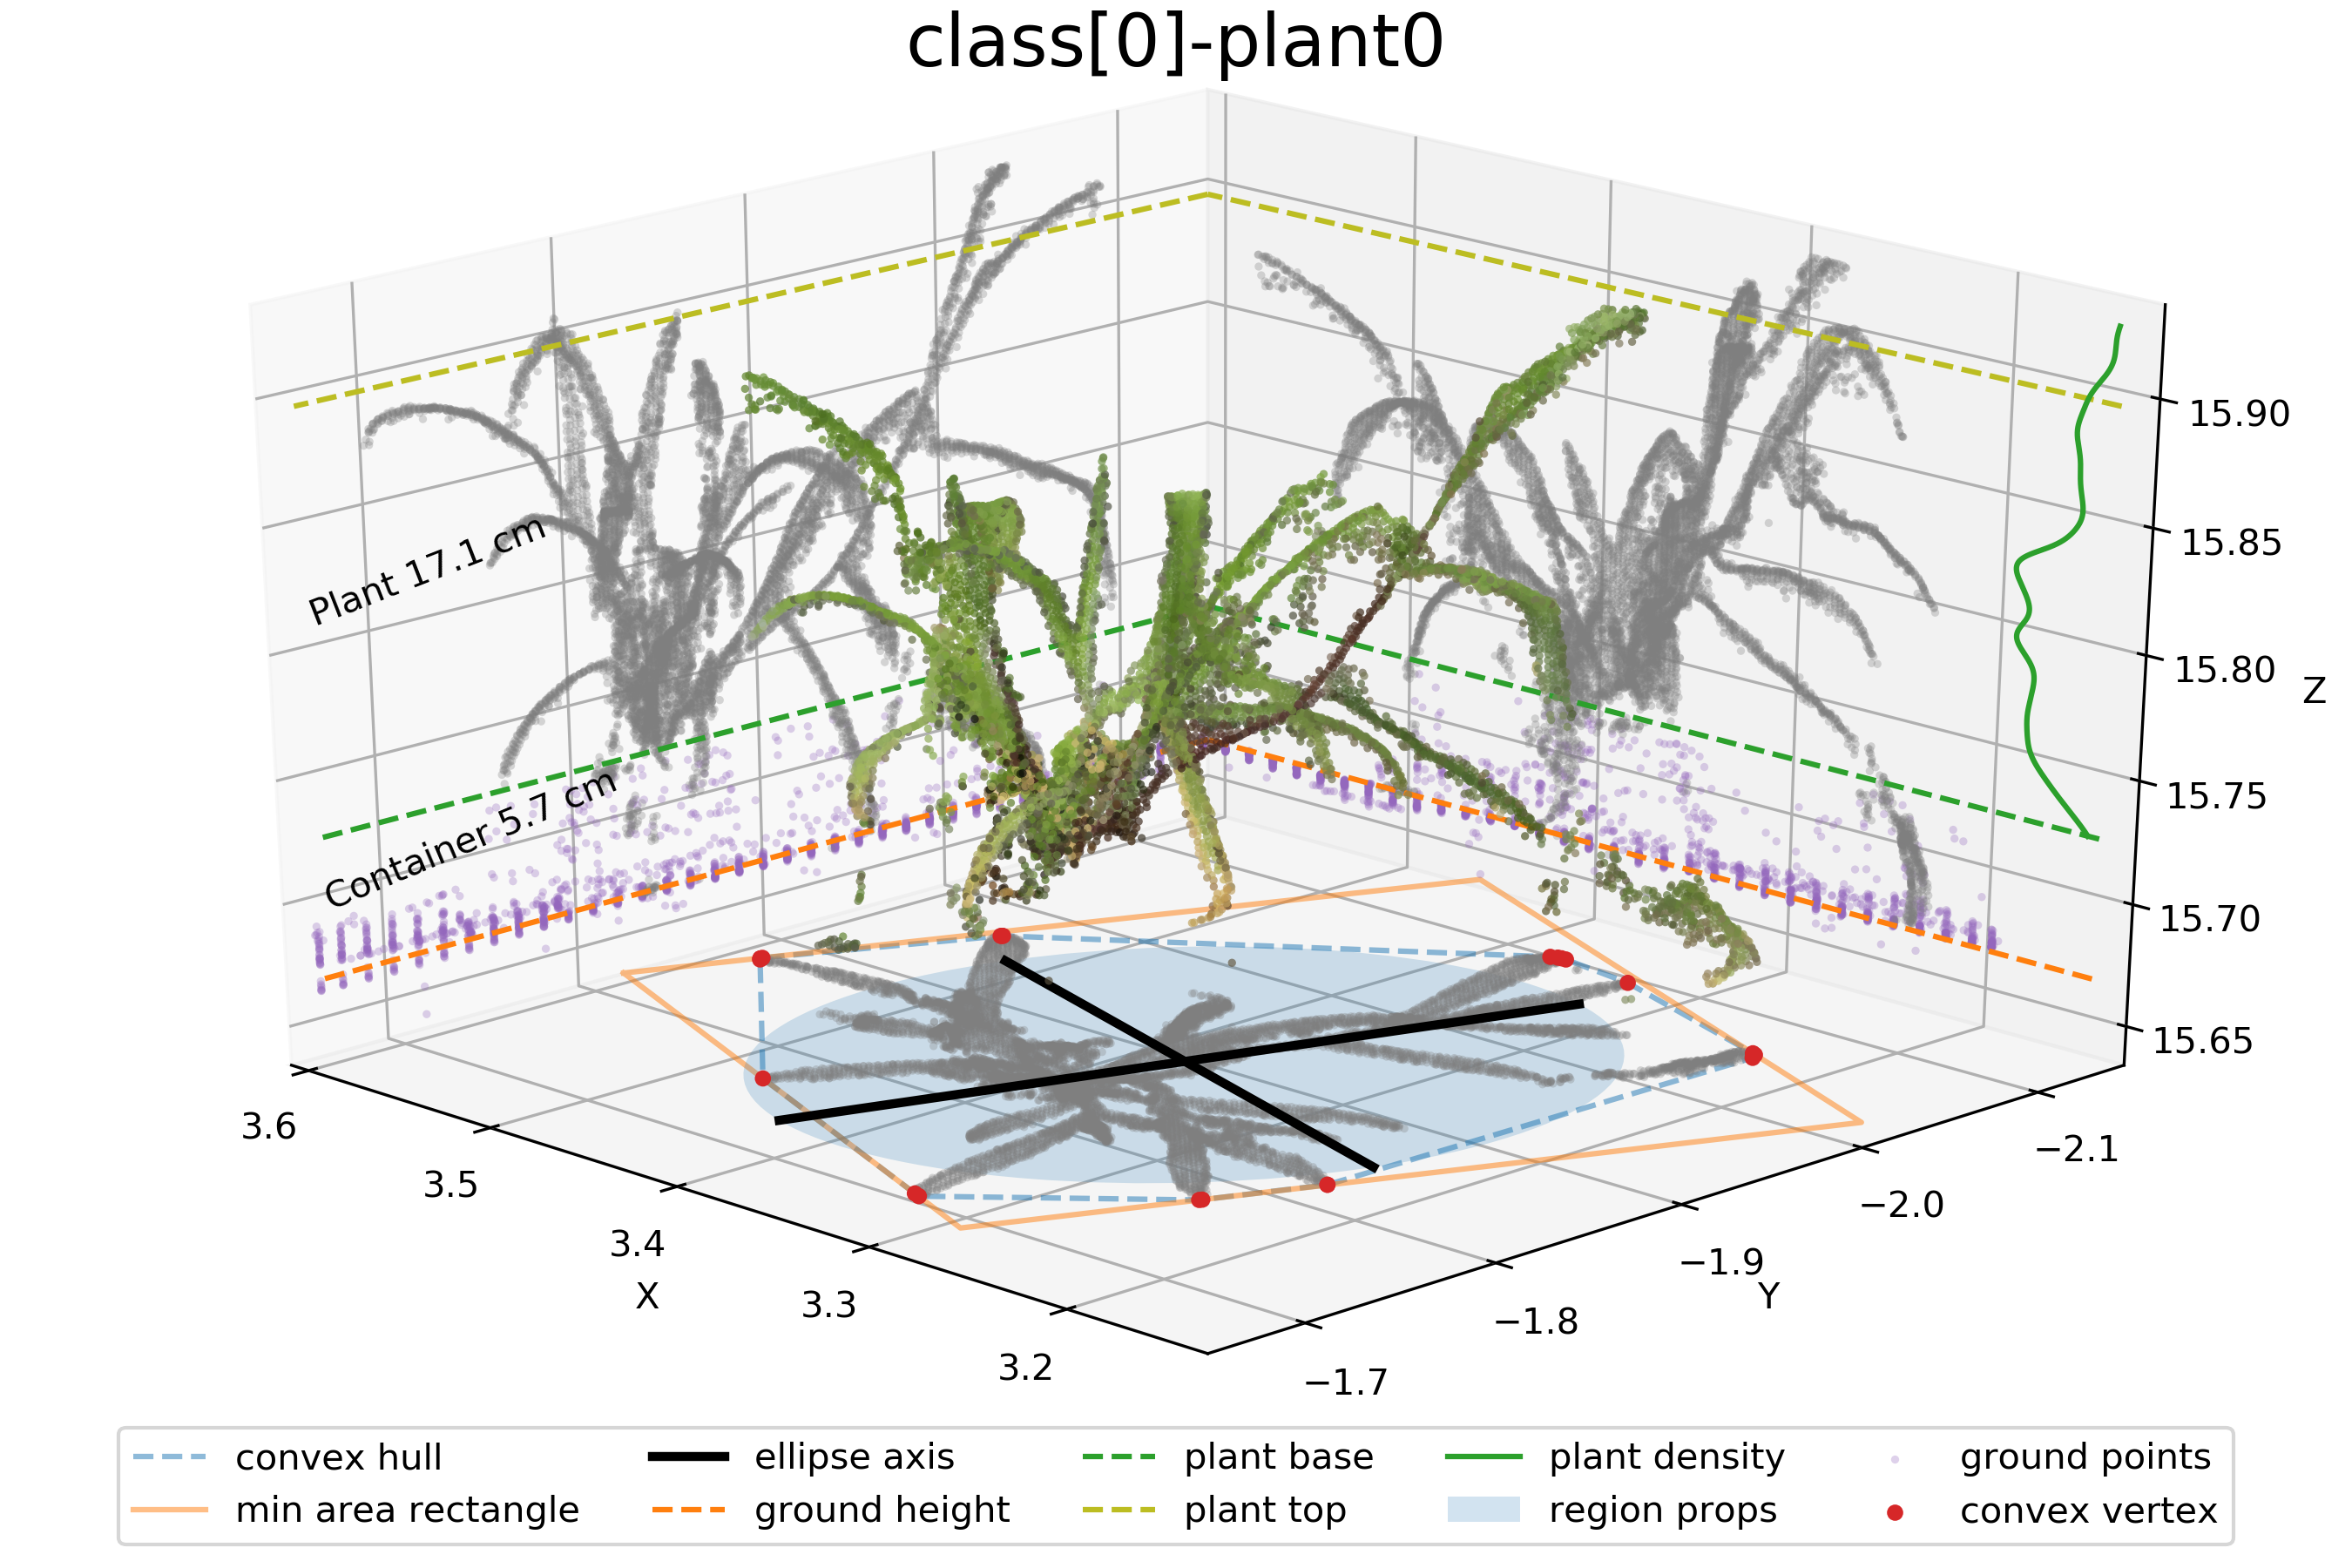 class[0]-plant0
Plant 17.1 cm
Container 5.7 cm
15.90
15.85
15.80
Z
15.75
15.70
15.65
3.6
3.5
3.4
X
3.3
3.2
−2.1
−2.0
−1.9
Y
−1.8
−1.7
convex hull
min area rectangle
ellipse axis
ground height
plant base
plant top
plant density
region props
ground points
convex vertex